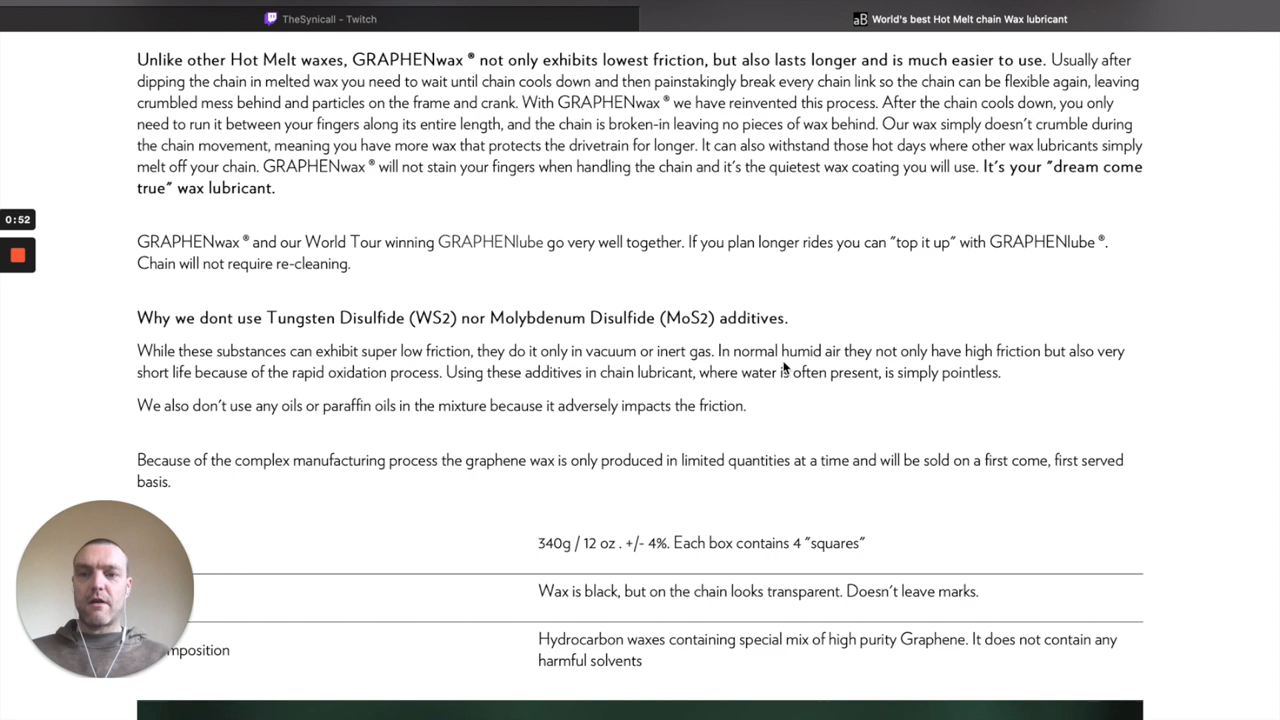 TheSynicall - Twitch
aB World's best Hot Melt chain Wax lubricant
Unlike other Hot Melt waxes, GRAPHENwax ® not only exhibits lowest friction, but also lasts longer and is much easier to use. Usually after
dipping the chain in melted wax you need to wait until chain cools down and then painstakingly break every chain link so the chain can be flexible again, leaving
crumbled mess behind and particles on the frame and crank. With GRAPHENwax ® we have reinvented this process. After the chain cools down, you only
need to run it between your fingers along its entire length, and the chain is broken-in leaving no pieces of wax behind. Our wax simply doesn't crumble during
the chain movement, meaning you have more wax that protects the drivetrain for longer. It can also withstand those hot days where other wax lubricants simply
melt off your chain. GRAPHENwax ® will not stain your fingers when handling the chain and it's the quietest wax coating you will use. It's your "dream come
true" wax lubricant.
0:52
GRAPHENwax ® and our World Tour winning GRAPHENlube go very well together. If you plan longer rides you can "top it up" with GRAPHENlube ®.
Chain will not require re-cleaning.
Why we dont use Tungsten Disulfide (WS2) nor Molybdenum Disulfide (MoS2) additives.
While these substances can exhibit super low friction, they do it only in vacuum or inert gas. In normal humid air they not only have high friction but also very
short life because of the rapid oxidation process. Using these additives in chain lubricant, where water is often present, is simply pointless.
We also don't use any oils or paraffin oils in the mixture because it adversely impacts the friction.
Because of the complex manufacturing process the graphene wax is only produced in limited quantities at a time and will be sold on a first come, first served
basis.
340g / 12 oz . +/- 4%. Each box contains 4 "squares"
Wax is black, but on the chain looks transparent. Doesn't leave marks.
mposition
Hydrocarbon waxes containing special mix of high purity Graphene. It does not contain any
harmful solvents